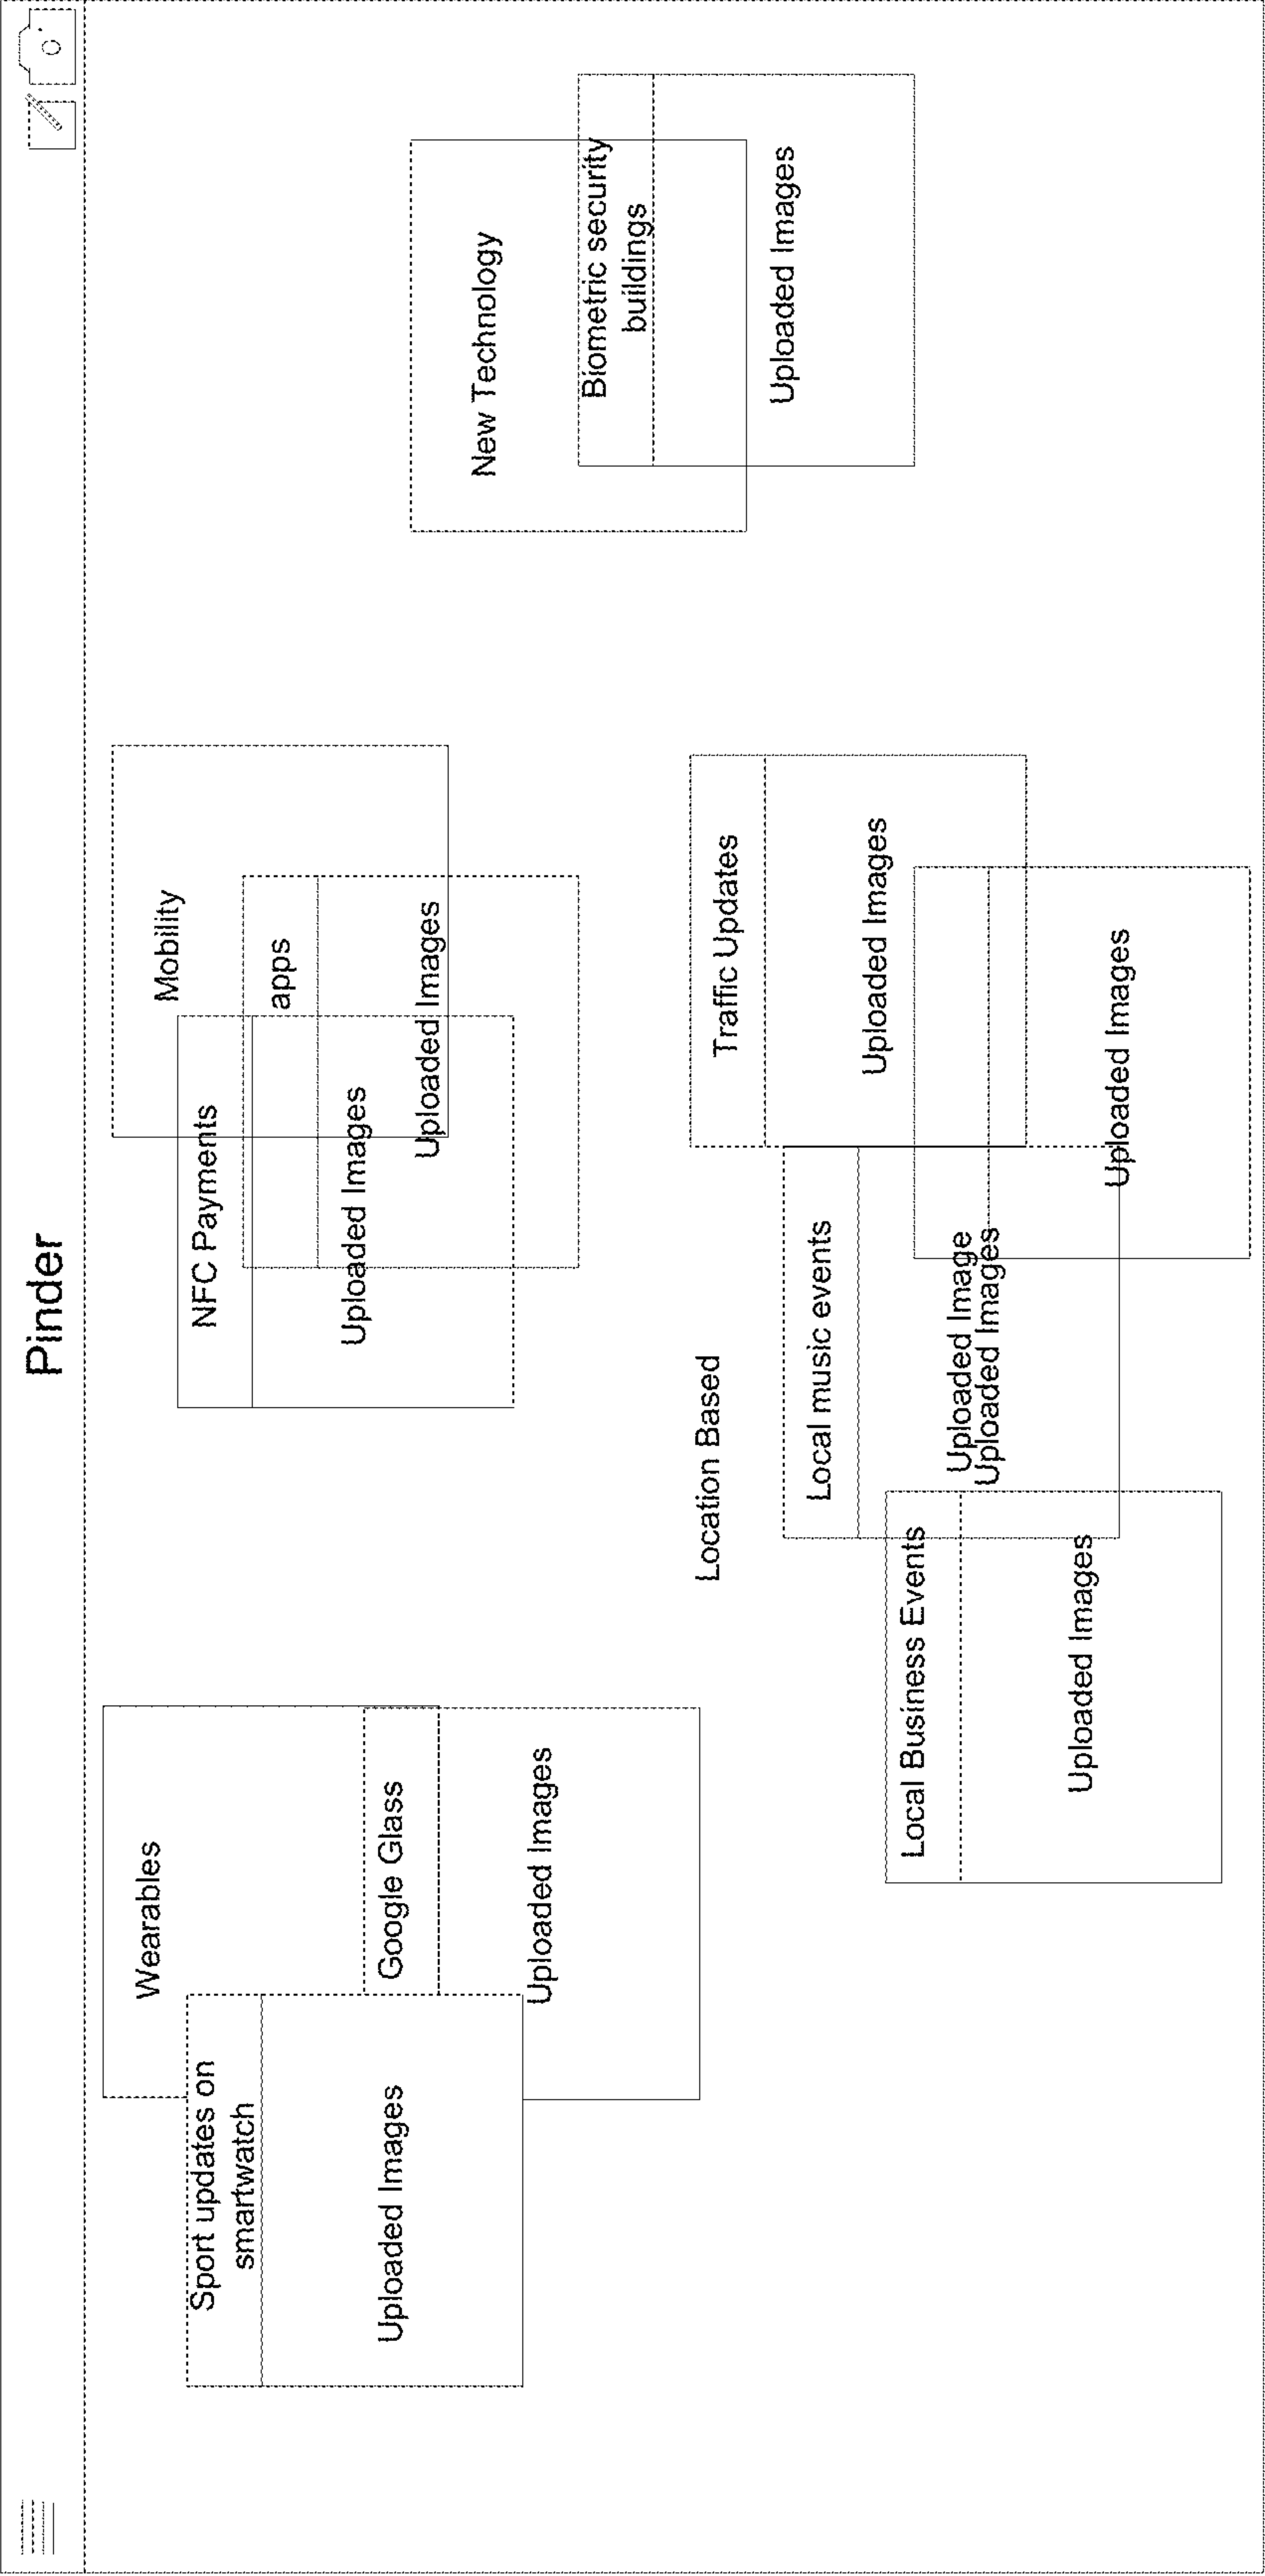 Pinder
Wearables
Sport updates on
smartwatch
Uploaded Images
Google Glass
Uploaded Images
Mobility
NFC Payments
apps
Uploaded Images
Uploaded Images
New Technology
Biometric security
buildings
Uploaded Images
Location Based
Local Business Events
Uploaded Images
Local music events
Uploaded Image
Uploaded Images
Traffic Updates
Uploaded Images
Uploaded Images